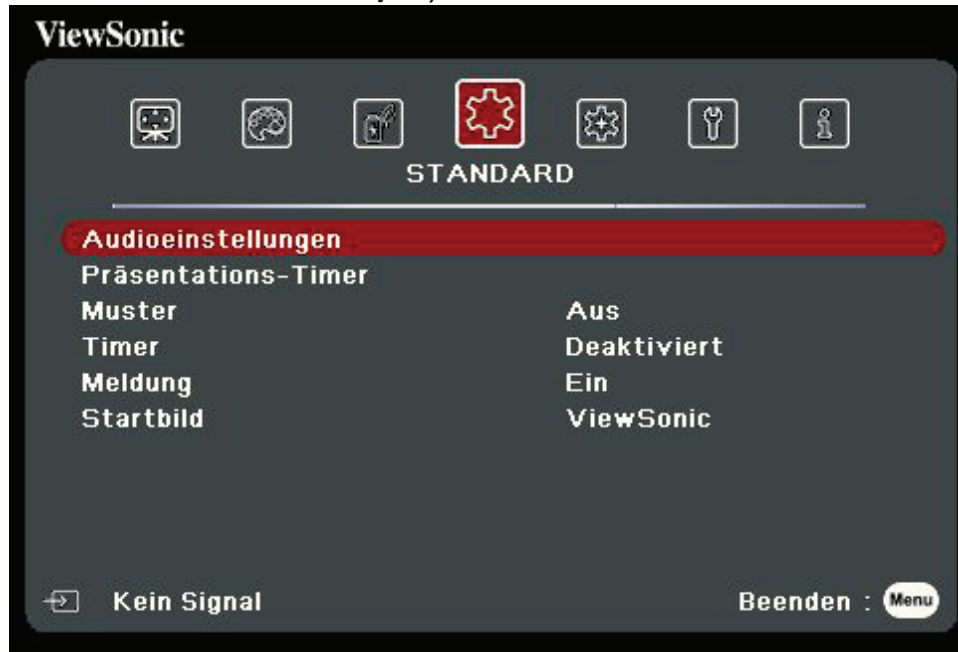 ViewSonic
STANDARD
Audioeinstellungen
Präsentations-Timer
Muster Aus
Timer Deaktiviert
Meldung Ein
Startbild ViewSonic
Kein Signal Beenden : Menu